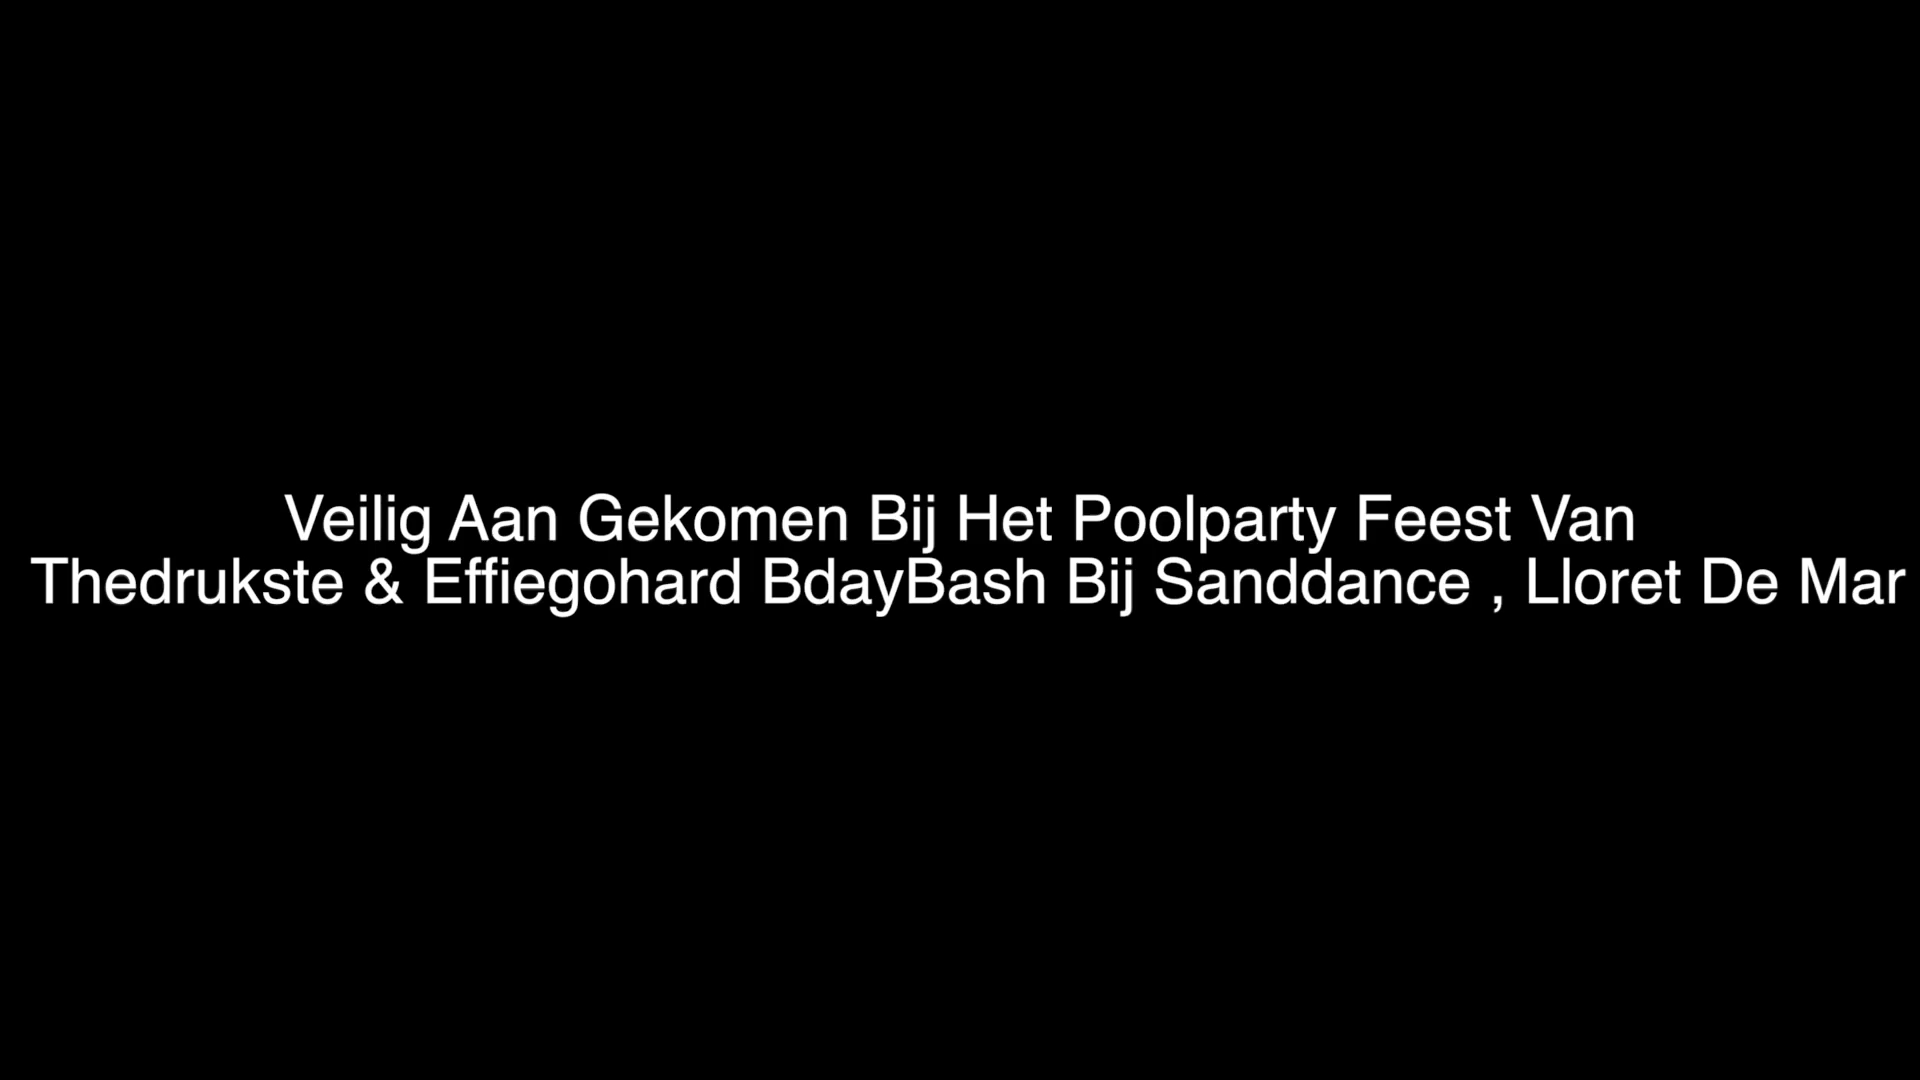 Veilig Aan Gekomen Bij Het Poolparty Feest Van
Thedrukste & Effiegohard BdayBash Bij Sanddance , Lloret De Mar